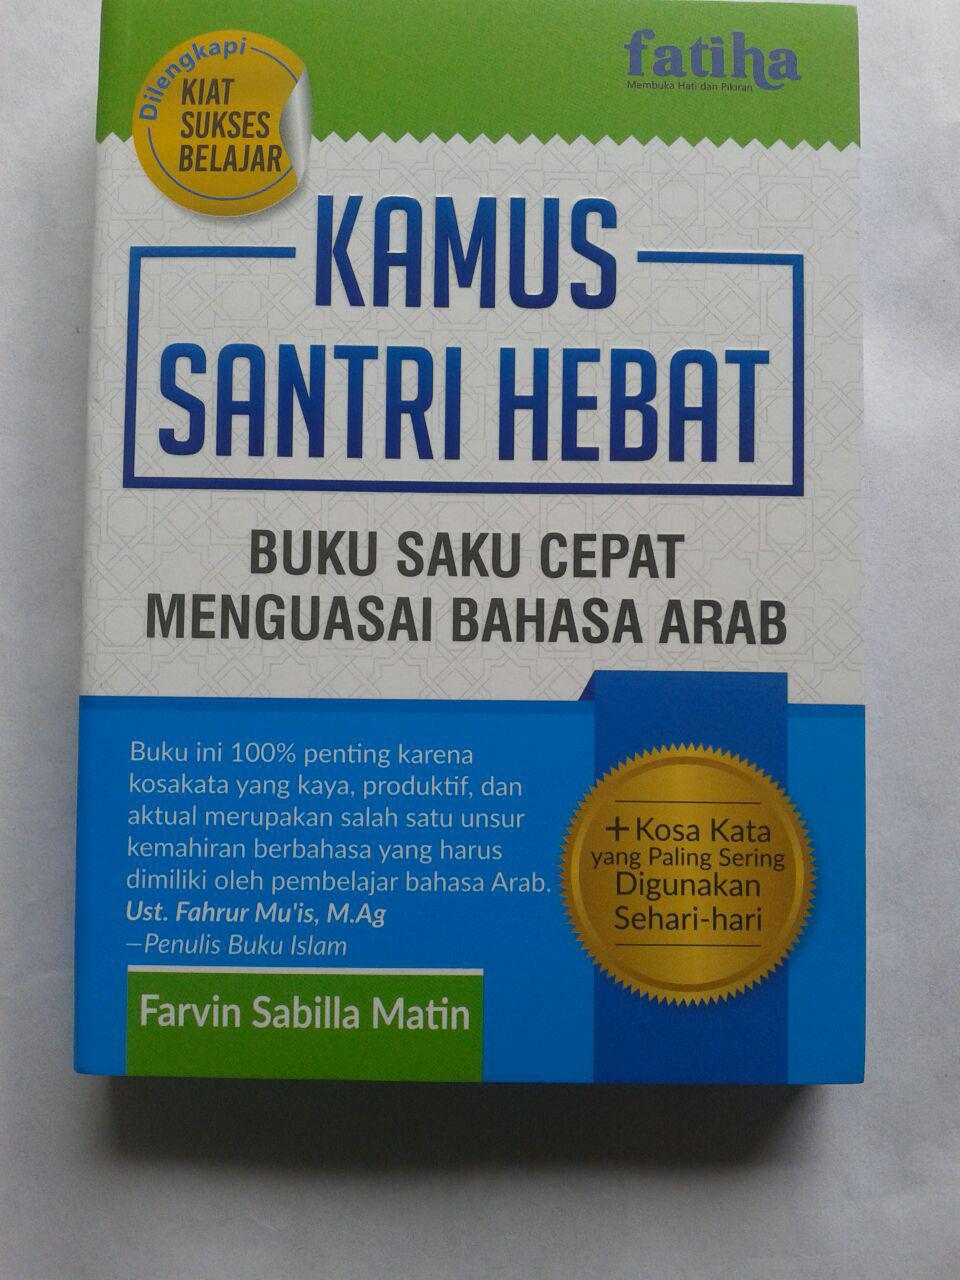 Dilengkapi
KIAT
SUKSES
BELAJAR
fatiha
Membuka Hati dan Pikiran
KAMUS
SANTRI HEBAT
BUKU SAKU CEPAT
MENGUASAI BAHASA ARAB
Buku ini 100% penting karena
kosakata yang kaya, produktif, dan
aktual merupakan salah satu unsur
kemahiran berbahasa yang harus
dimiliki oleh pembelajar bahasa Arab.
Ust. Fahrur Mu'is, M.Ag
—Penulis Buku Islam
+Kosa Kata
yang Paling Sering
Digunakan
Sehari-hari
Farvin Sabilla Matin